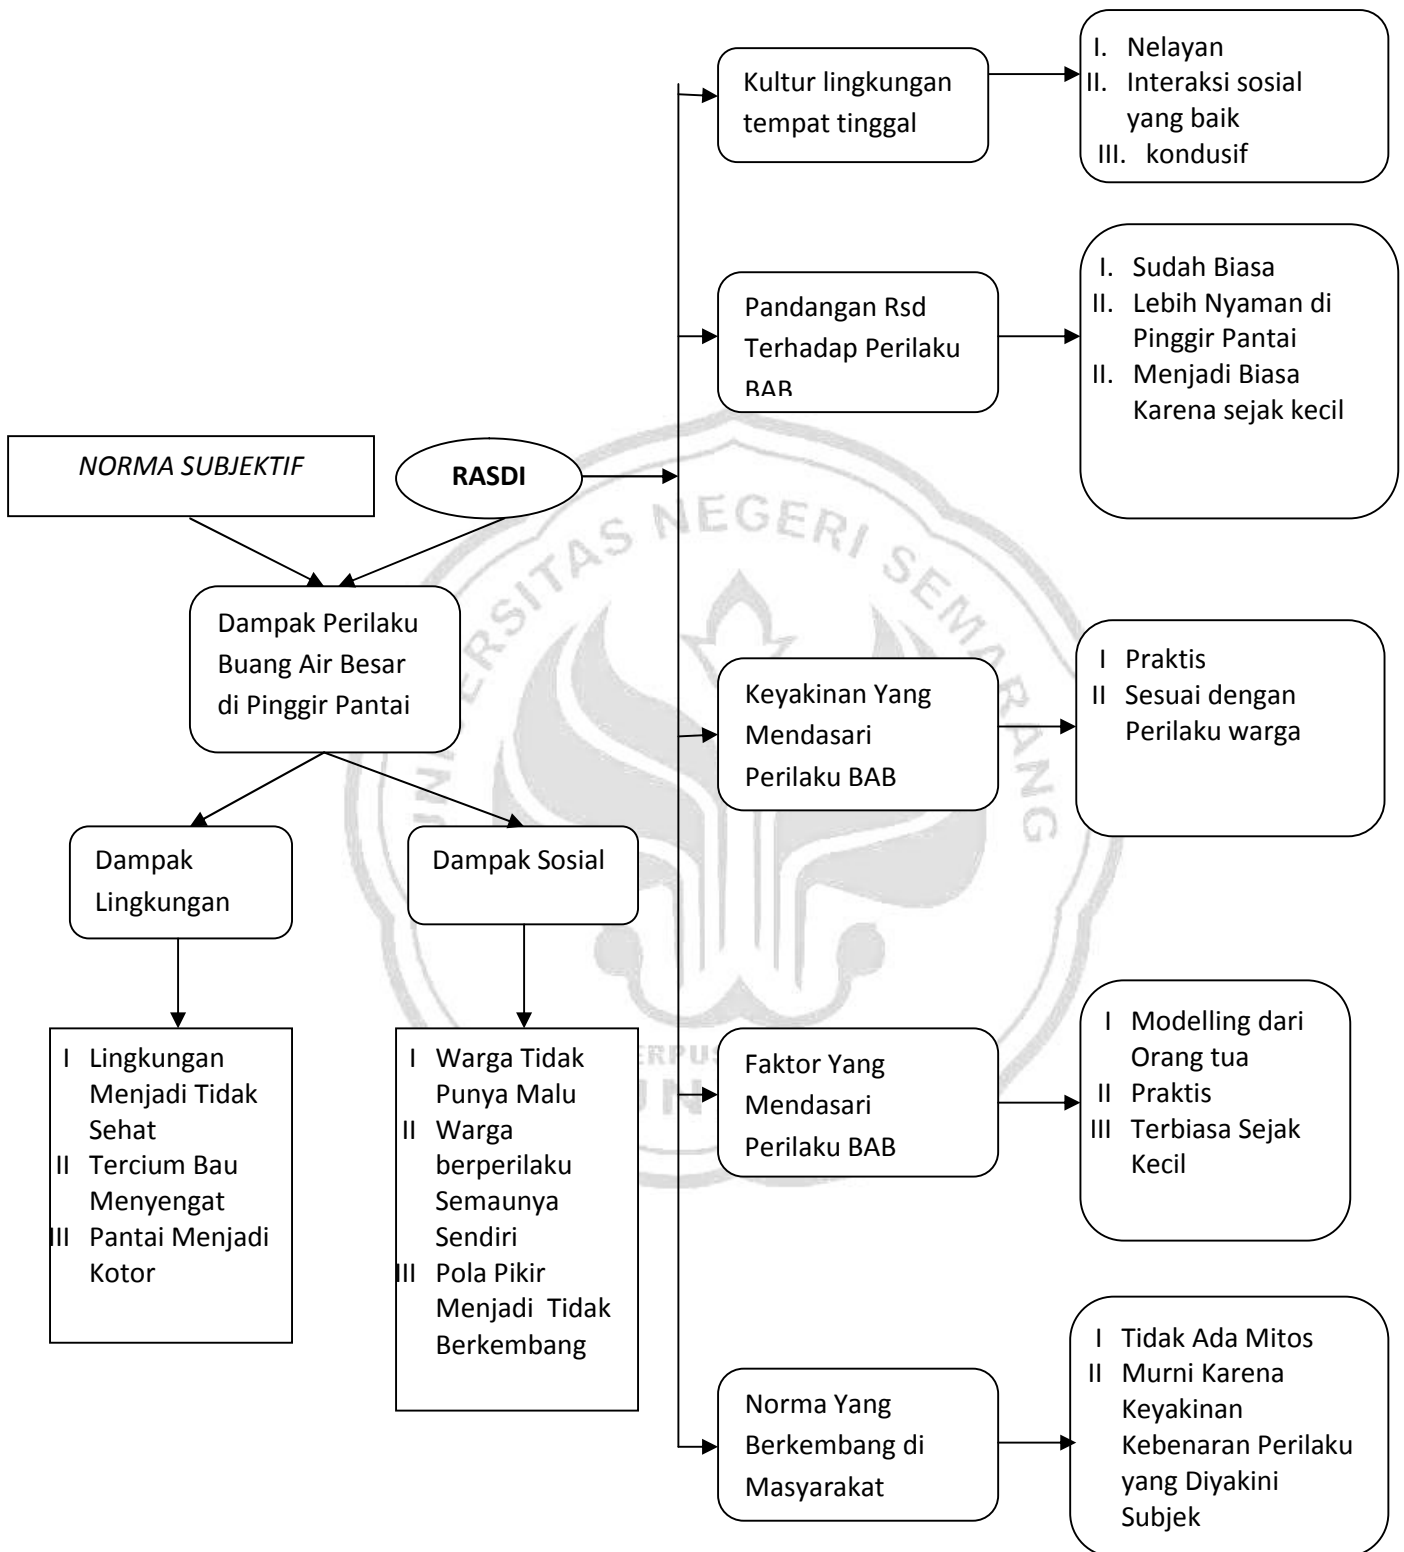 I. Nelayan
II. Interaksi sosial
yang baik
III. kondusif
Kultur lingkungan
tempat tinggal
I. Sudah Biasa
II. Lebih Nyaman di
Pinggir Pantai
II. Menjadi Biasa
Karena sejak kecil
Pandangan Rsd
Terhadap Perilaku
BAB
NORMA SUBJEKTIF
RASDI
UNIVERSITAS NEGERI SEMARANG
Dampak Perilaku
Buang Air Besar
di Pinggir Pantai
Keyakinan Yang
Mendasari
Perilaku BAB
I Praktis
II Sesuai dengan
Perilaku warga
Dampak
Lingkungan
Dampak Sosial
I Lingkungan
Menjadi Tidak
Sehat
II Tercium Bau
Menyengat
III Pantai Menjadi
Kotor
I Warga Tidak
Punya Malu
II Warga
berperilaku
Semaunya
Sendiri
III Pola Pikir
Menjadi Tidak
Berkembang
Faktor Yang
Mendasari
Perilaku BAB
I Modelling dari
Orang tua
II Praktis
III Terbiasa Sejak
Kecil
Norma Yang
Berkembang di
Masyarakat
I Tidak Ada Mitos
II Murni Karena
Keyakinan
Kebenaran Perilaku
yang Diyakini
Subjek